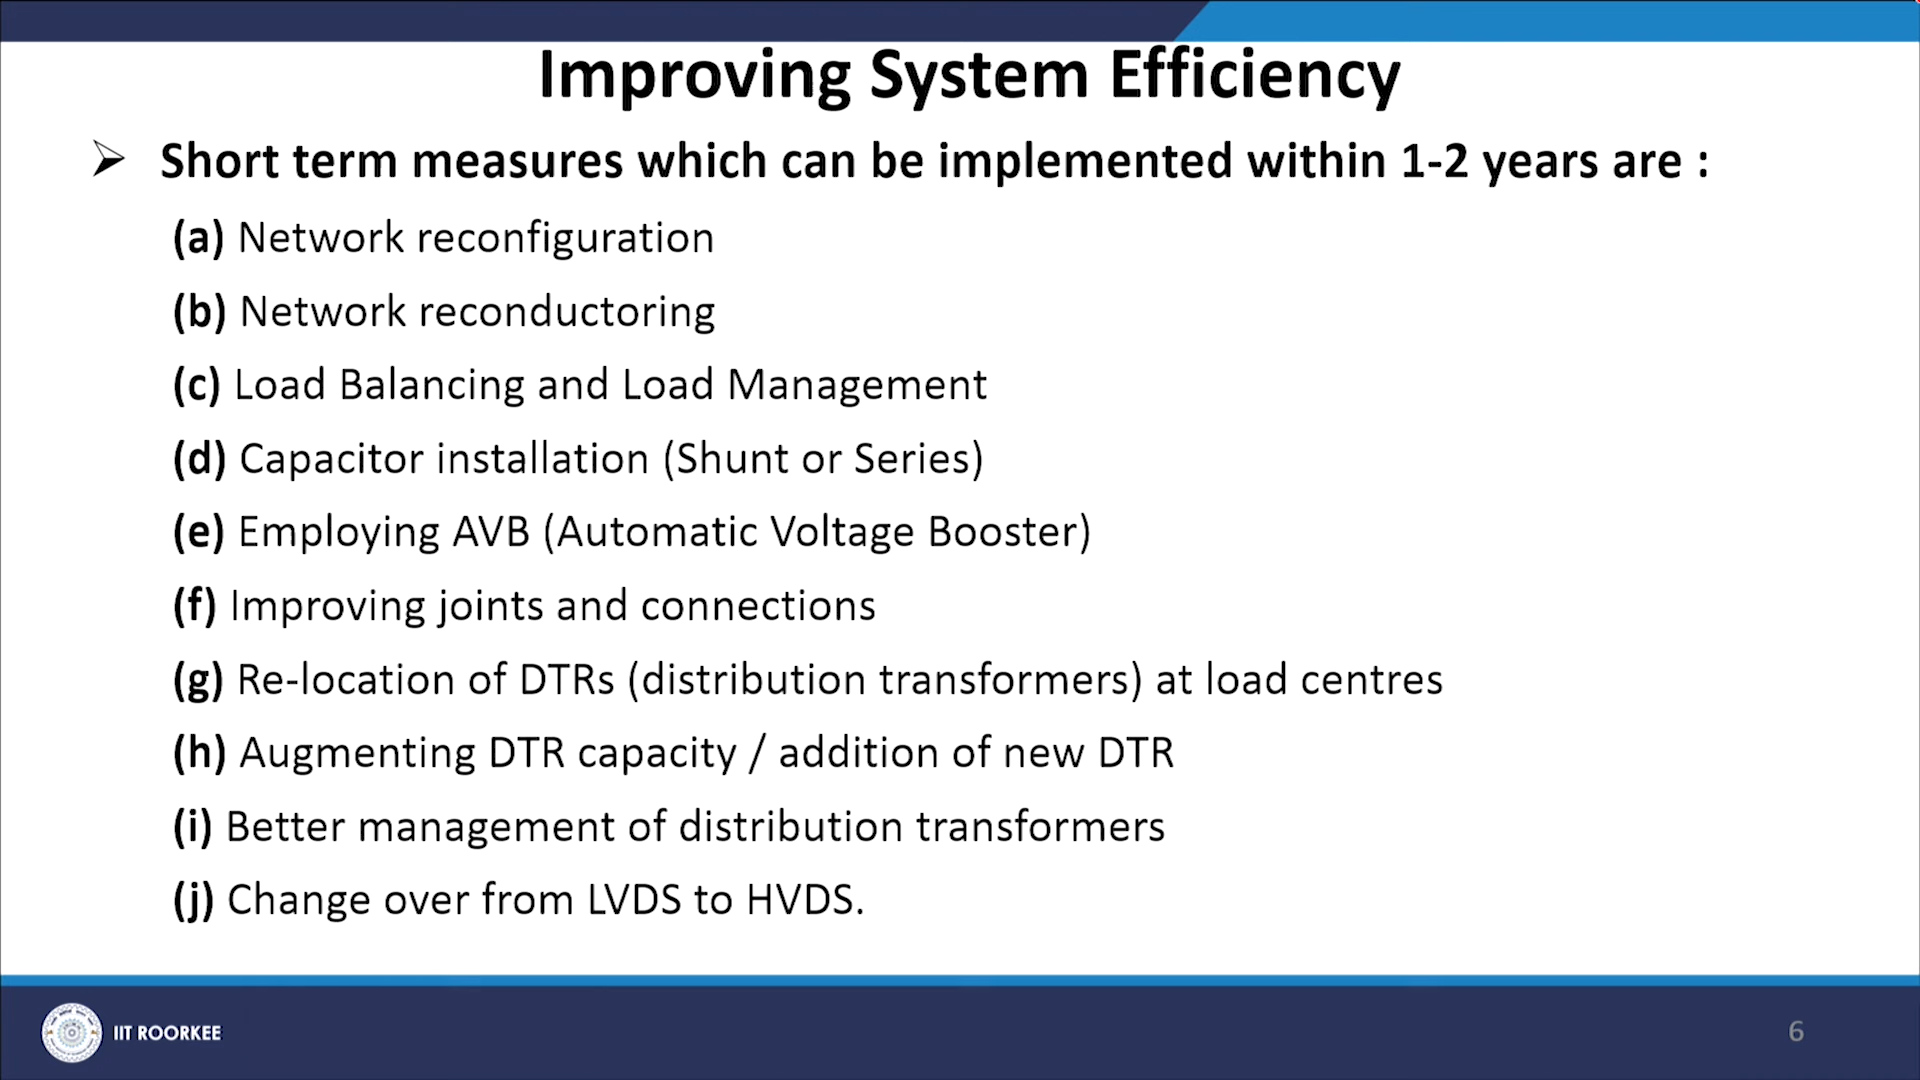 Improving System Efficiency
➢ Short term measures which can be implemented within 1-2 years are :
(a) Network reconfiguration
(b) Network reconductoring
(c) Load Balancing and Load Management
(d) Capacitor installation (Shunt or Series)
(e) Employing AVB (Automatic Voltage Booster)
(f) Improving joints and connections
(g) Re-location of DTRs (distribution transformers) at load centres
(h) Augmenting DTR capacity / addition of new DTR
(i) Better management of distribution transformers
(j) Change over from LVDS to HVDS.
IIT ROORKEE
6